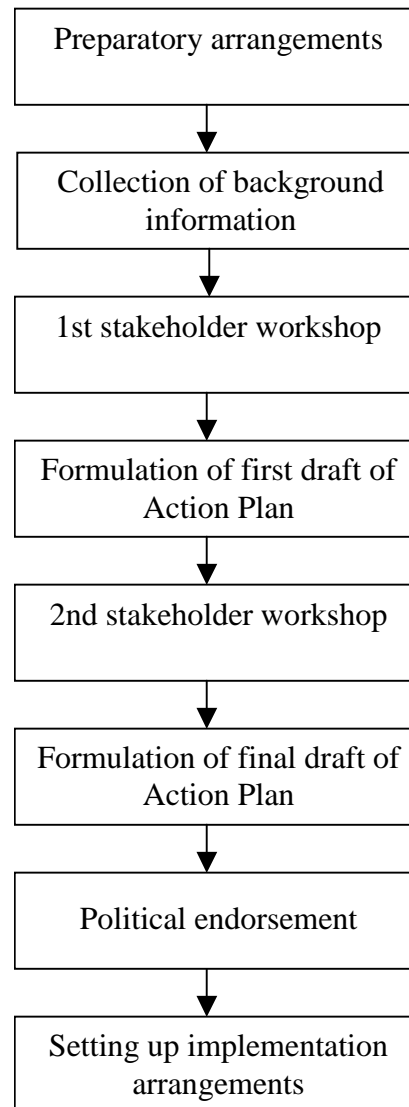 Preparatory arrangements
Collection of background
information
1st stakeholder workshop
Formulation of first draft of
Action Plan
2nd stakeholder workshop
Formulation of final draft of
Action Plan
Political endorsement
Setting up implementation
arrangements